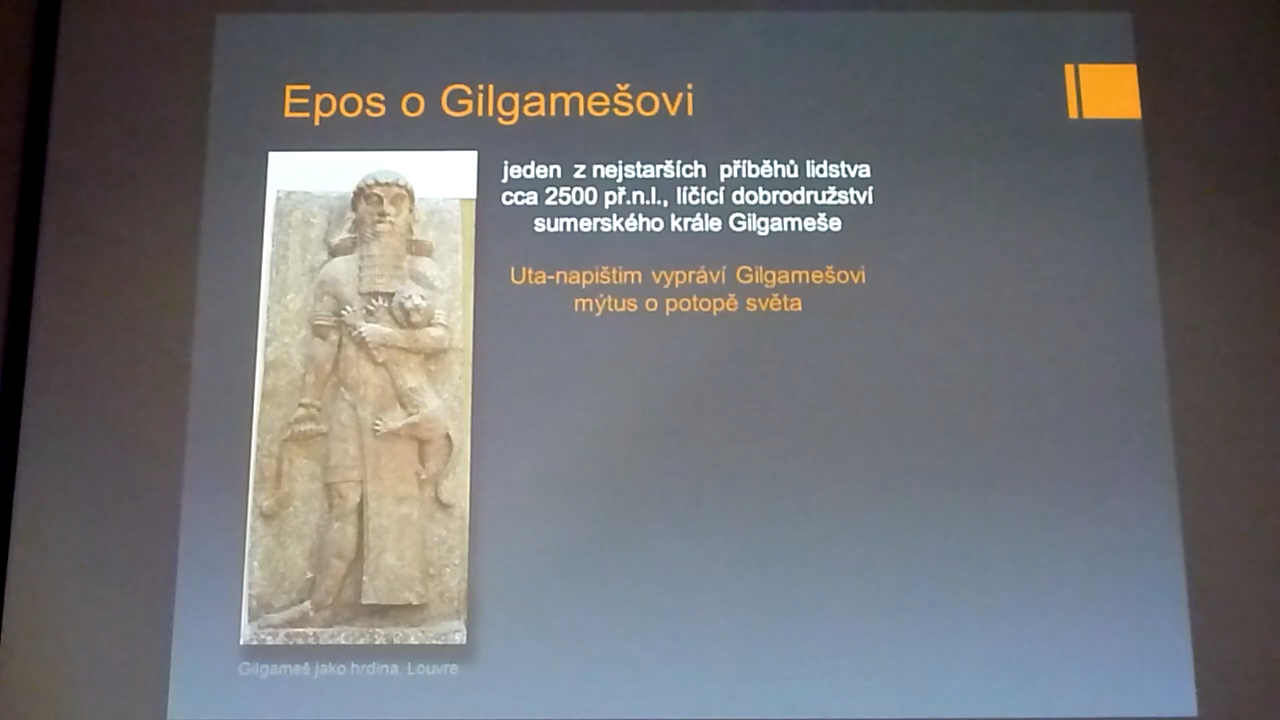 Epos o Gilgamešovi
jeden z nejstarších příběhů lidstva
cca 2500 př.n.l., líčící dobrodružství
sumerského krále Gilgameše
Uta-napištim vypráví Gilgamešovi
mýtus o potopě světa
Gilgameš jako hrdina, Louvre